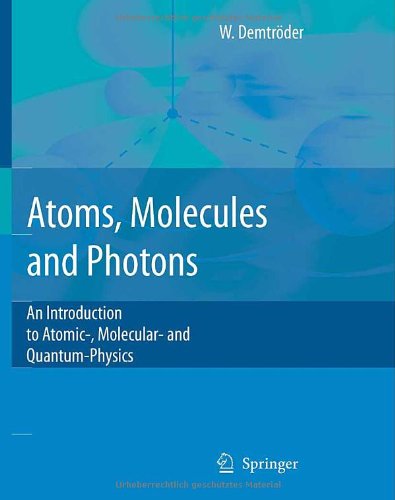 Urheberrechtlich geschütztes Material
W. Demtröder
Atoms, Molecules
and Photons
An Introduction
to Atomic-, Molecular- and
Quantum-Physics
Springer
Urheberrechtlich geschütztes Material